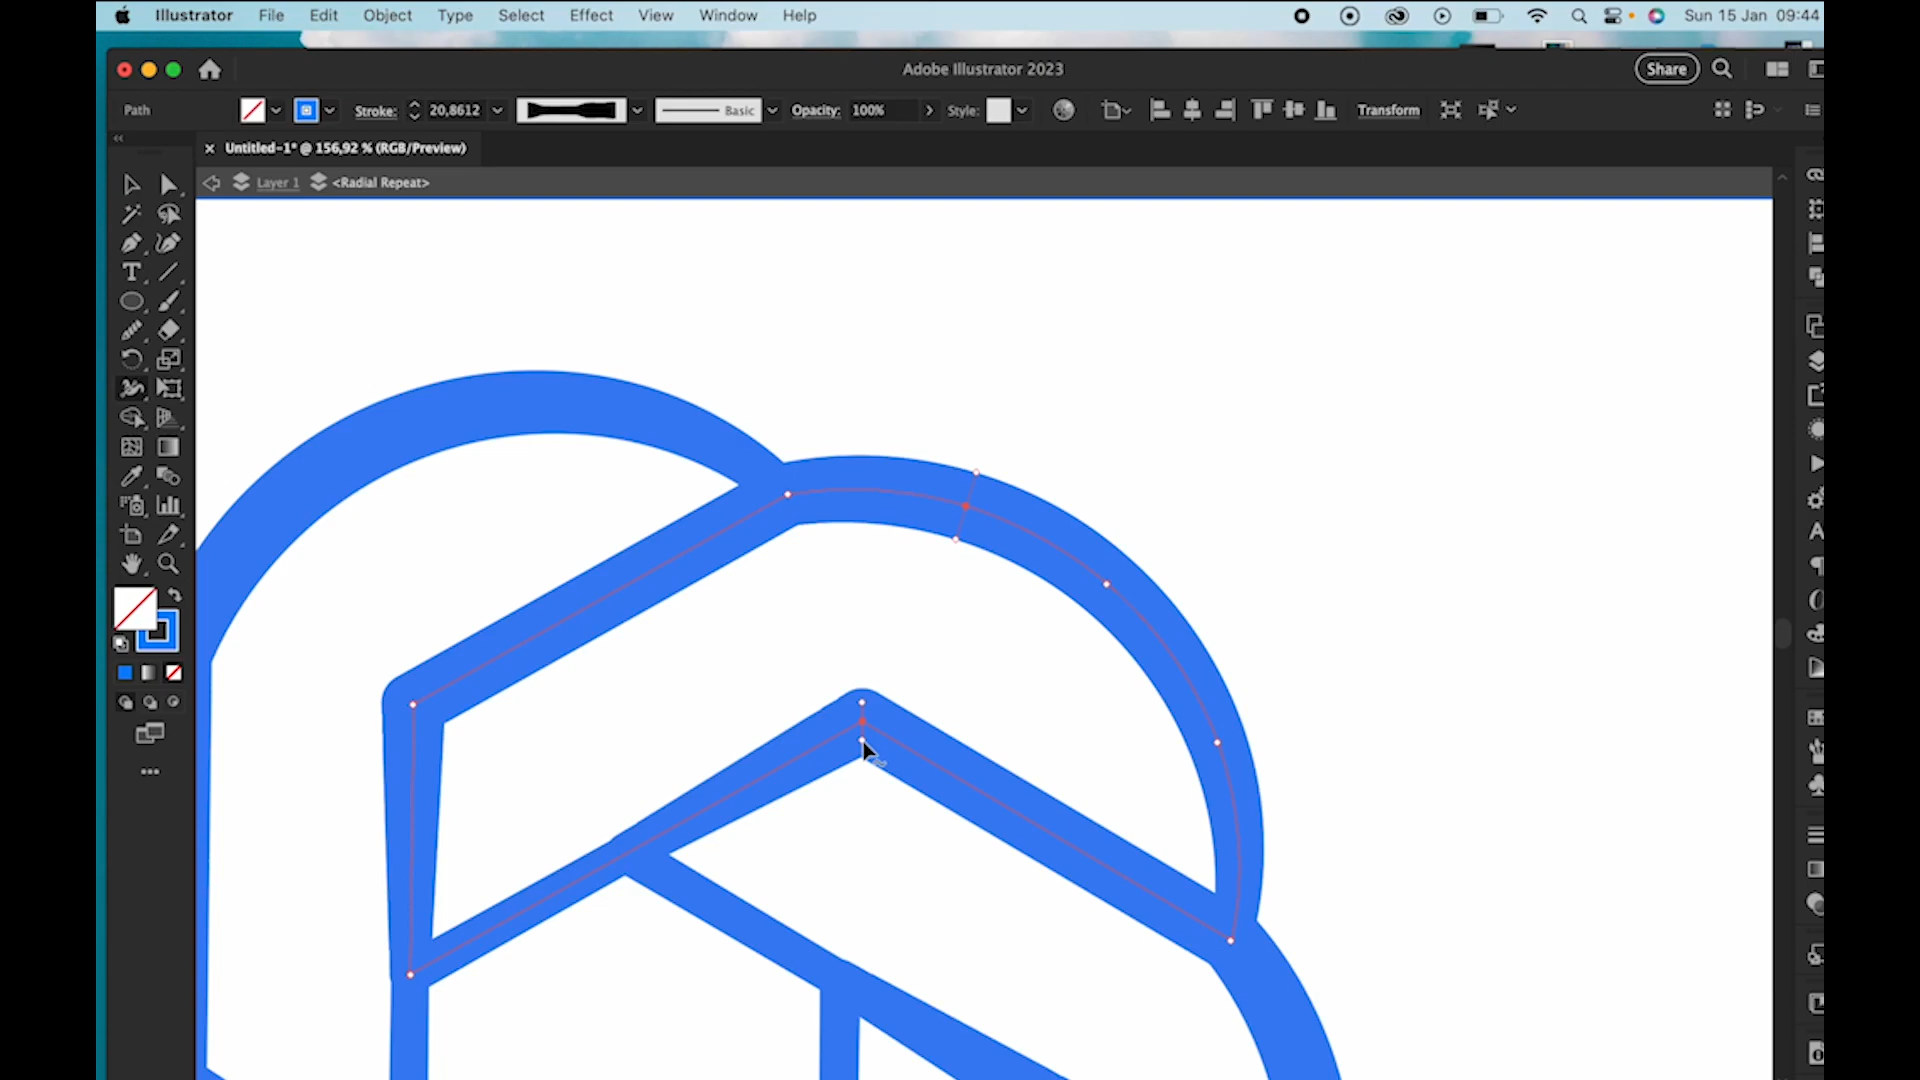 Illustrator File Edit Object Type Select Effect View Window Help Sun 15 Jan 09:44
Adobe Illustrator 2023 Share
Path Stroke: 20,8612 Basic Opacity: 100% Style: Transform
Untitled-1* @ 156,92 % (RGB/Preview)
Layer 1 <Radial Repeat>